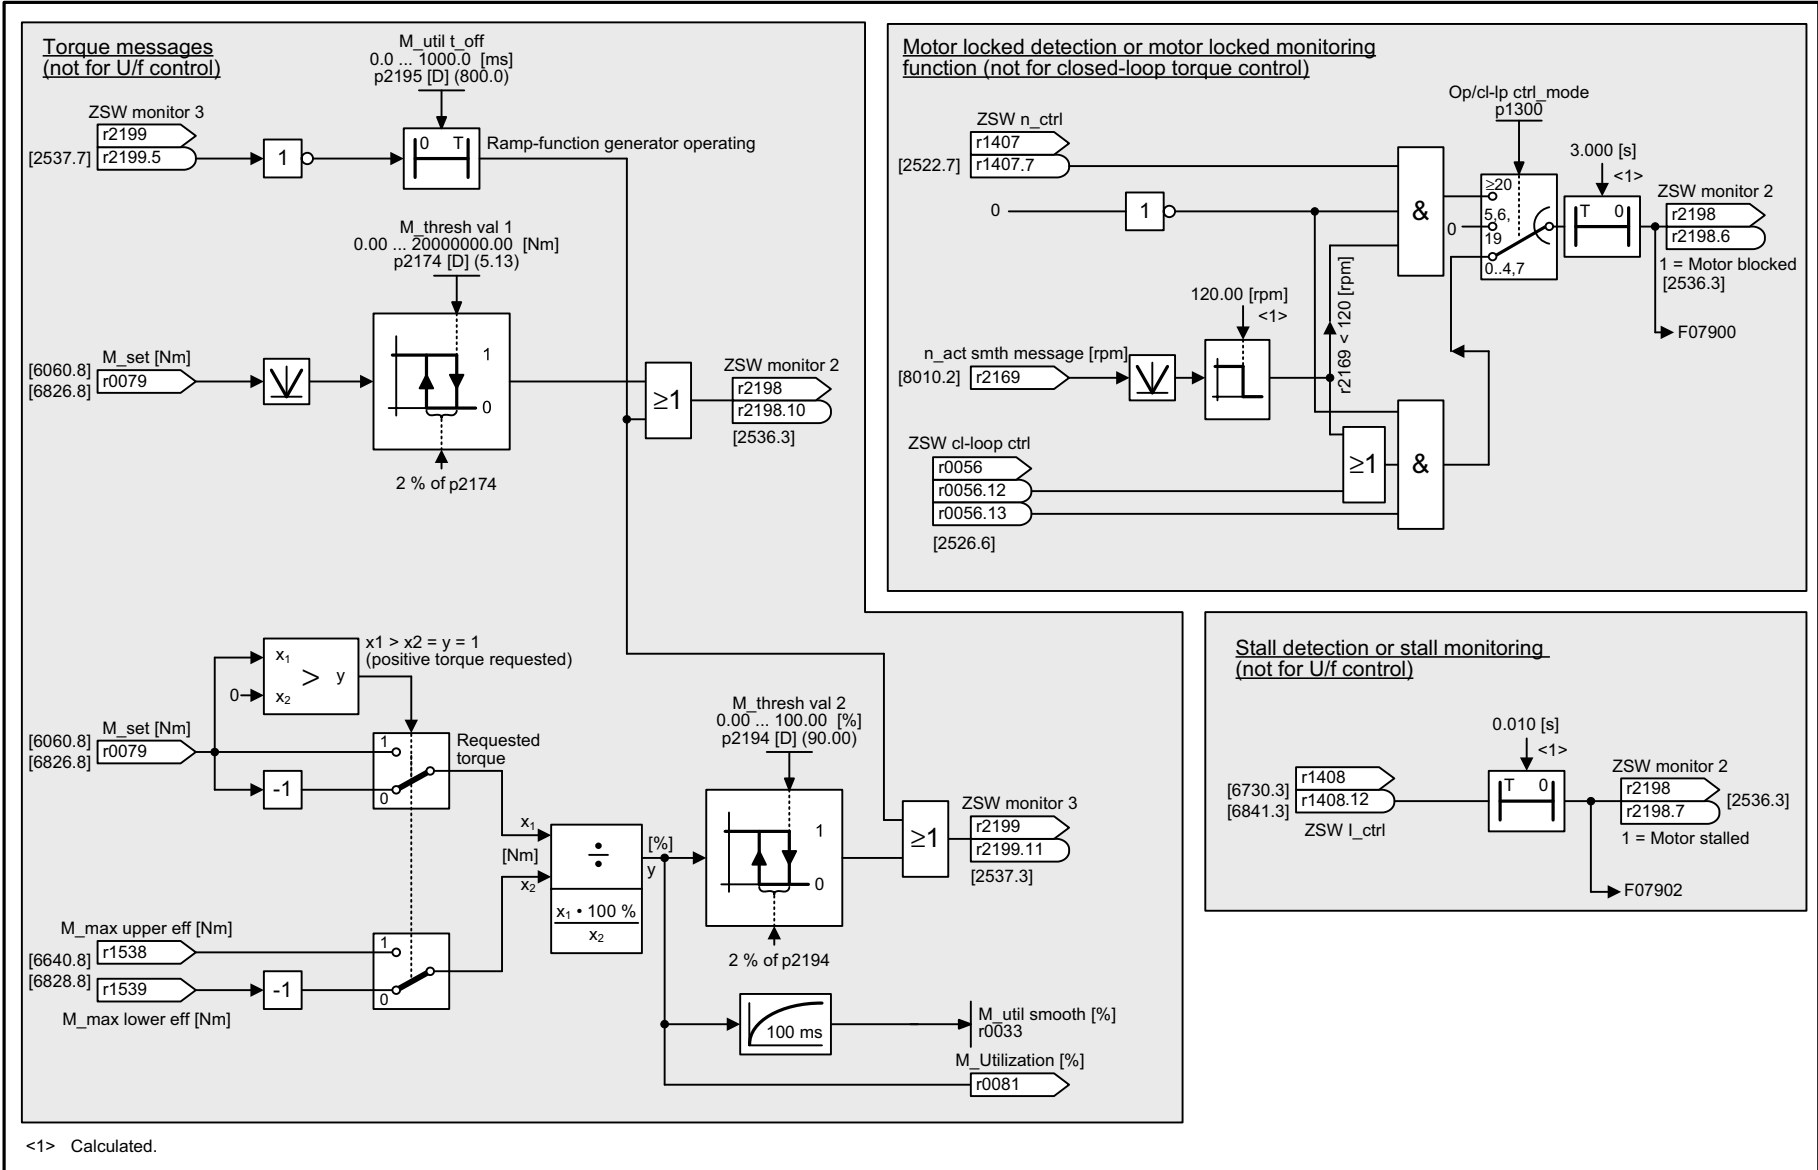 Torque messages
(not for U/f control)
M_util t_off
0.0 ... 1000.0 [ms]
p2195 [D] (800.0)
ZSW monitor 3
r2199
[2537.7]
r2199.5
1
0 T
Ramp-function generator operating
M_thresh val 1
0.00 ... 20000000.00 [Nm]
p2174 [D] (5.13)
M_set [Nm]
[6060.8]
[6826.8]
r0079
1
0
2 % of p2174
≥1
ZSW monitor 2
r2198
r2198.10
[2536.3]
x1 > x2 = y = 1
(positive torque requested)
x1
> y
0
x2
M_set [Nm]
[6060.8]
[6826.8]
r0079
1
0
-1
Requested
torque
x1
[Nm]
x2
÷
x1 • 100 %
x2
[%]
y
M_max upper eff [Nm]
[6640.8]
[6828.8]
r1538
r1539
M_max lower eff [Nm]
-1
1
0
M_thresh val 2
0.00 ... 100.00 [%]
p2194 [D] (90.00)
1
0
2 % of p2194
≥1
ZSW monitor 3
r2199
r2199.11
[2537.3]
100 ms
M_util smooth [%]
r0033
M_Utilization [%]
r0081
Motor locked detection or motor locked monitoring
function (not for closed-loop torque control)
ZSW n_ctrl
r1407
[2522.7]
r1407.7
0
1
&
Op/cl-lp ctrl_mode
p1300
≥20
5,6,
0
19
0..4,7
3.000 [s]
<1>
T 0
ZSW monitor 2
r2198
r2198.6
1 = Motor blocked
[2536.3]
F07900
120.00 [rpm]
<1>
r2169 < 120 [rpm]
n_act smth message [rpm]
[8010.2]
r2169
ZSW cl-loop ctrl
r0056
r0056.12
r0056.13
[2526.6]
≥1
&
Stall detection or stall monitoring
(not for U/f control)
0.010 [s]
<1>
[6730.3]
[6841.3]
r1408
r1408.12
ZSW I_ctrl
T 0
ZSW monitor 2
r2198
r2198.7
[2536.3]
1 = Motor stalled
F07902
<1> Calculated.